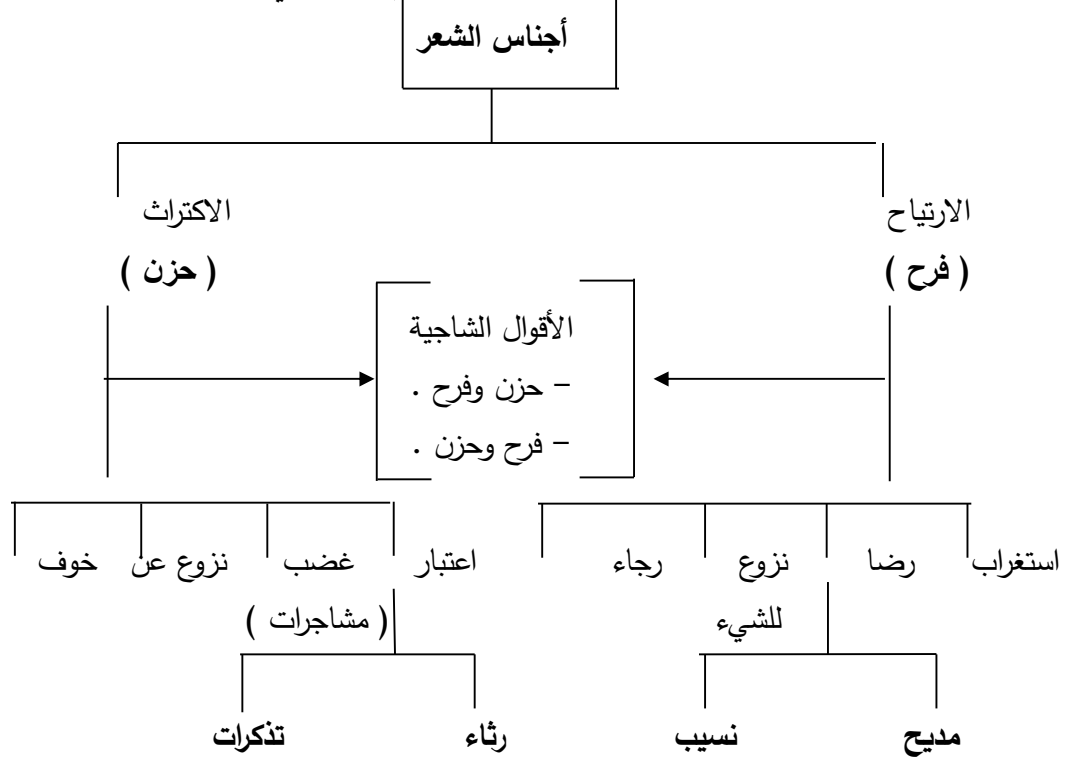 أجناس الشعر
الارتياح
الاكتراث
( فرح )
( حزن )
الأقوال الشاجية
– حزن وفرح .
– فرح وحزن .
استغراب رضا نزوع رجاء
للشيء
اعتبار غضب نزوع عن خوف
( مشاجرات )
مديح نسيب
رثاء تذكرات